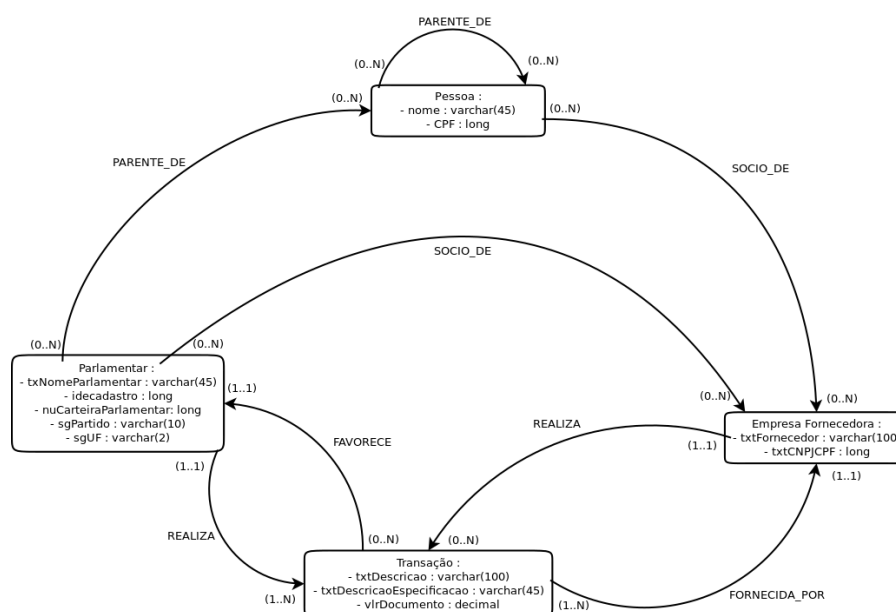 PARENTE_DE
(0..N)
(0..N)
Pessoa :
- nome : varchar(45)
- CPF : long
(0..N)
(0..N)
PARENTE_DE
SOCIO_DE
SOCIO_DE
(0..N)
(0..N)
Parlamentar :
- txNomeParlamentar : varchar(45)
- idecadastro : long
- nuCarteiraParlamentar: long
- sgPartido : varchar(10)
- sgUF : varchar(2)
(1..1)
(0..N)
(0..N)
Empresa Fornecedora :
- txtFornecedor : varchar(100
- txtCNPJCPF : long
REALIZA
FAVORECE
(1..1)
(1..1)
(1..1)
REALIZA
(0..N)
(0..N)
Transação :
- txtDescricao : varchar(100)
- txtDescricaoEspecificacao : varchar(45)
- vlrDocumento : decimal
(1..N)
(1..N)
FORNECIDA_POR